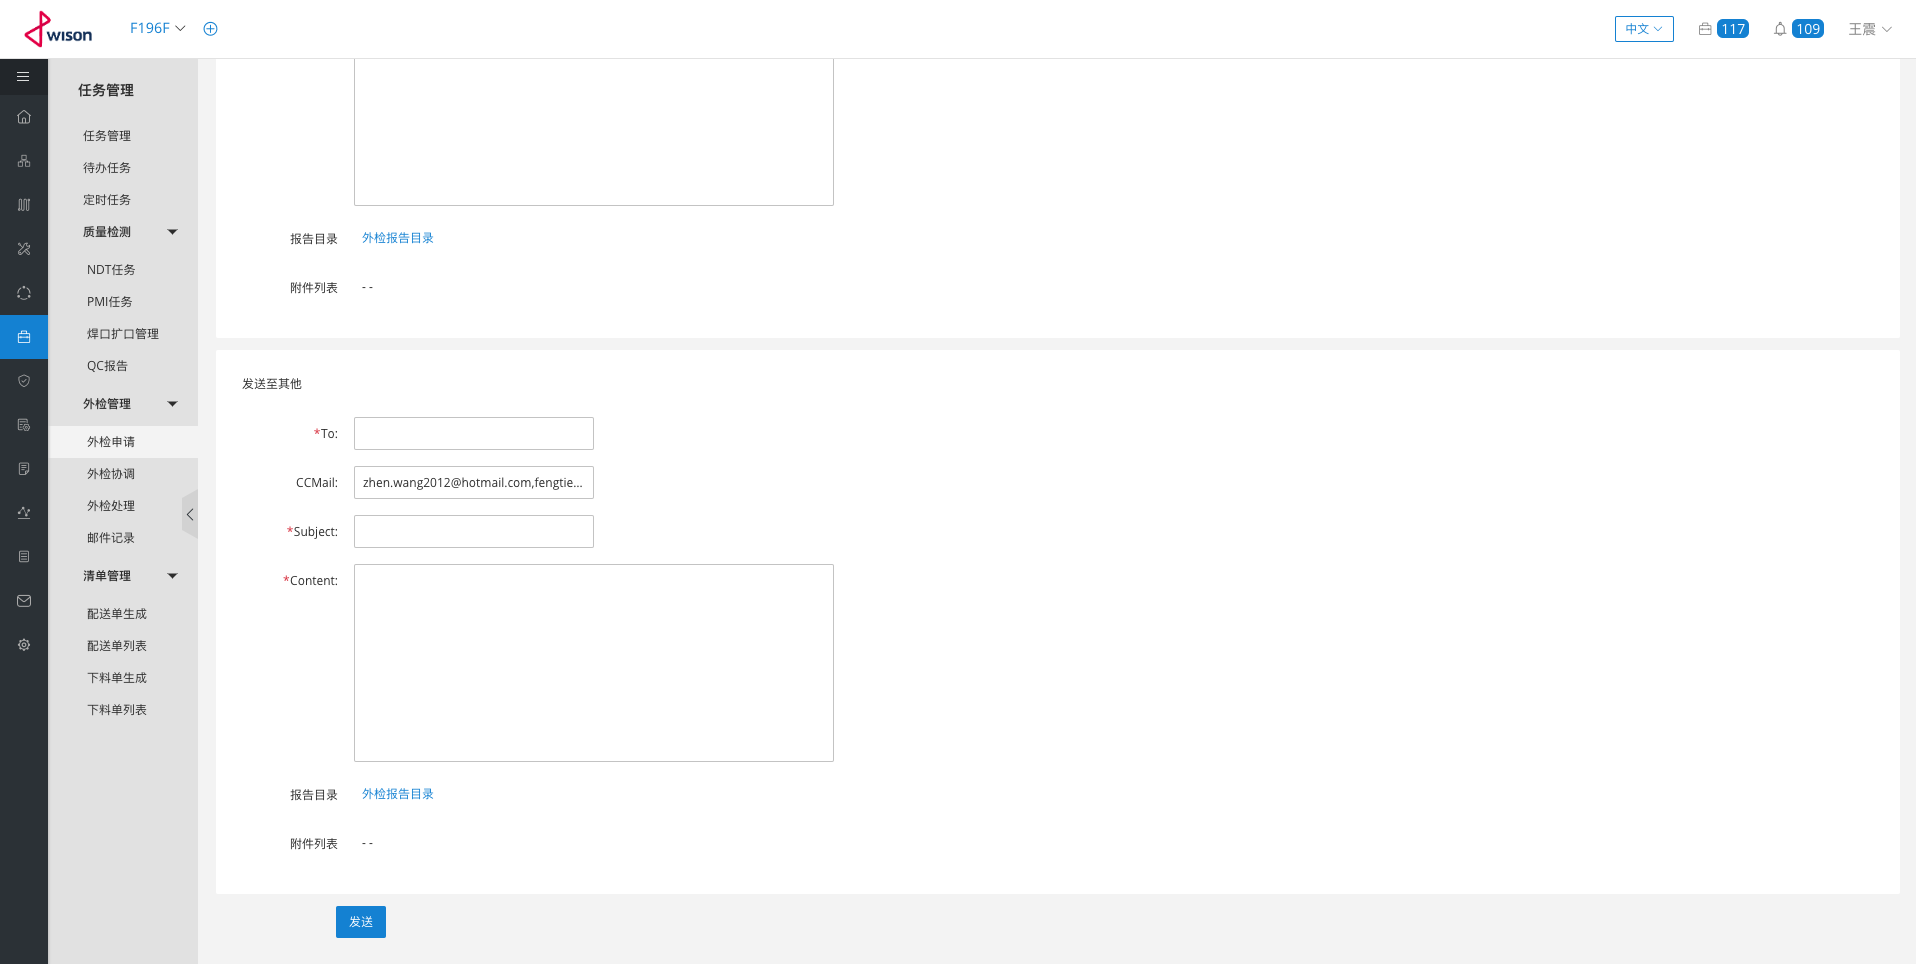 wison
F196F
中文
117
109
王震
任务管理
任务管理
待办任务
定时任务
质量检测
NDT任务
PMI任务
焊口扩口管理
QC报告
外检管理
外检申请
外检协调
外检处理
邮件记录
清单管理
配送单生成
配送单列表
下料单生成
下料单列表
报告目录 外检报告目录
附件列表 - -
发送至其他
*To:
CCMail: zhen.wang2012@hotmail.com,fengtie...
*Subject:
*Content:
报告目录 外检报告目录
附件列表 - -
发送